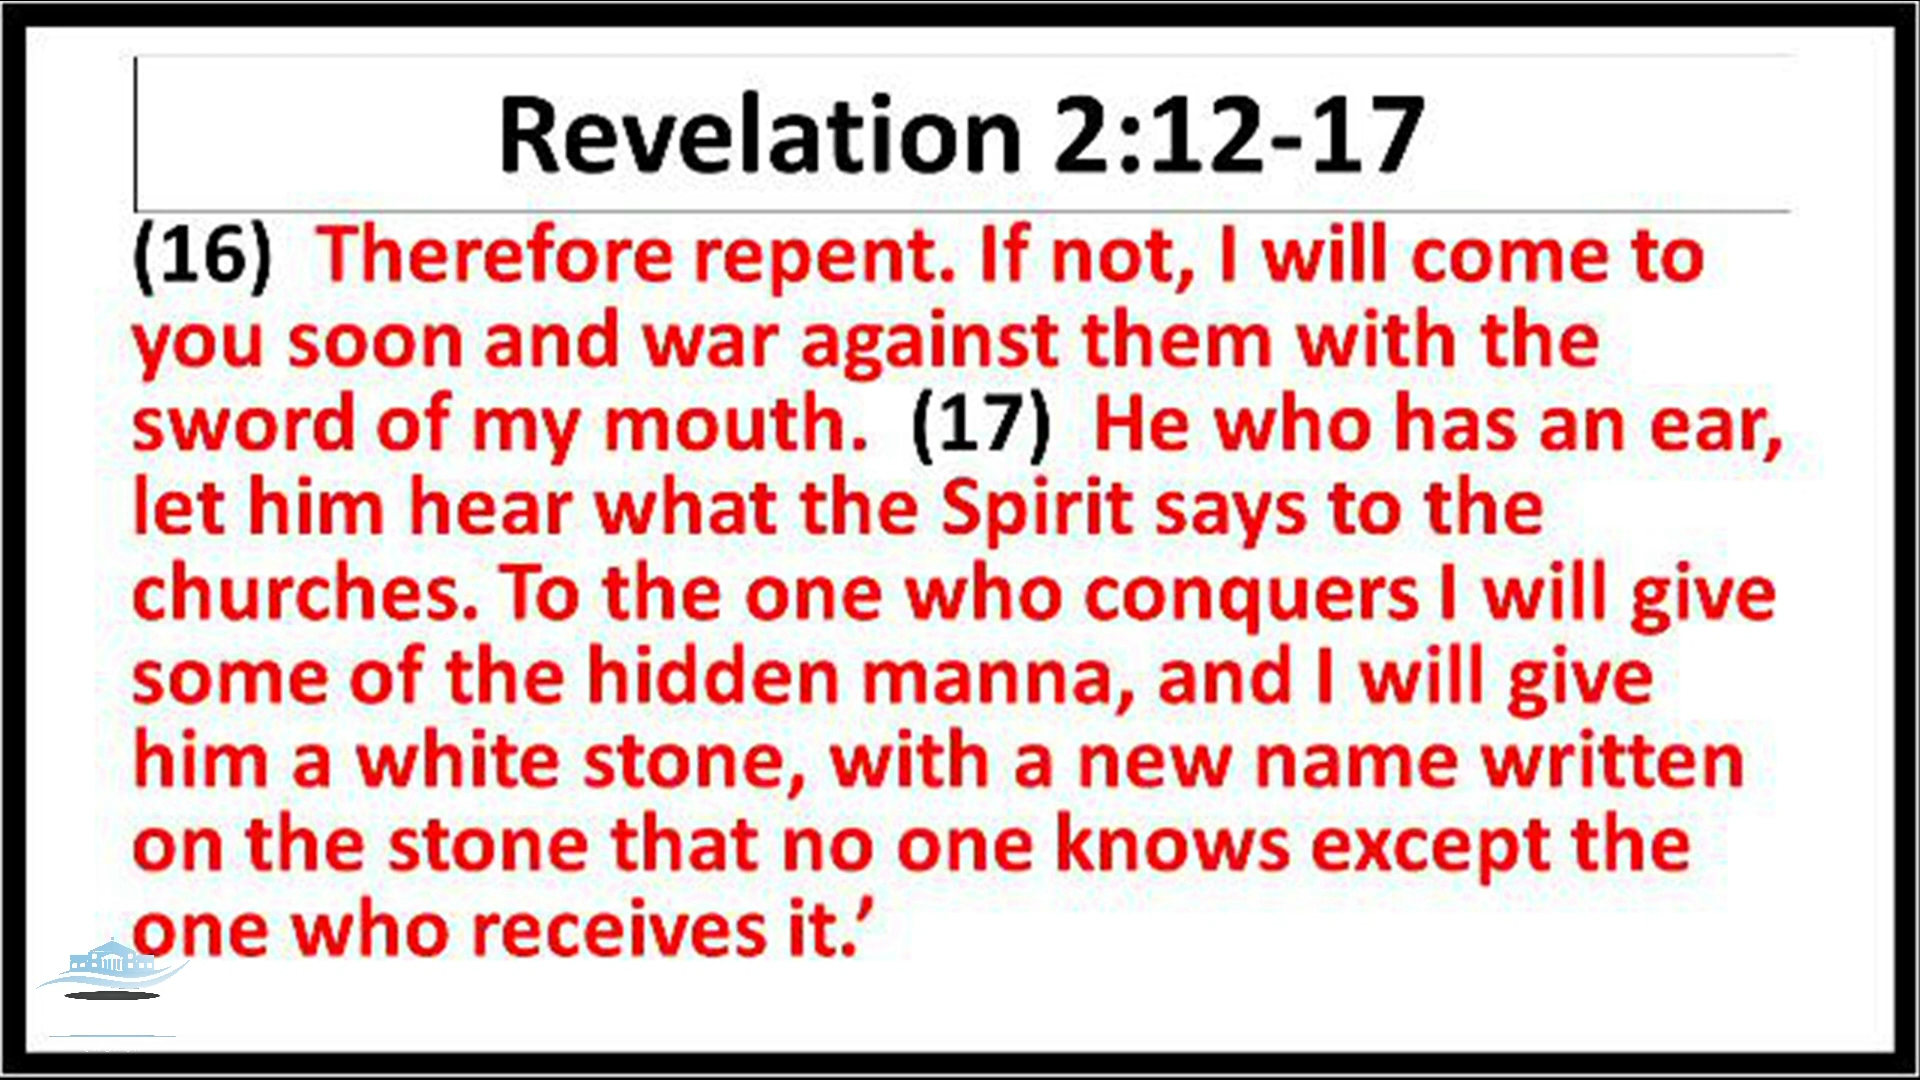 Revelation 2:12-17
(16) Therefore repent. If not, I will come to
you soon and war against them with the
sword of my mouth. (17) He who has an ear,
let him hear what the Spirit says to the
churches. To the one who conquers I will give
some of the hidden manna, and I will give
him a white stone, with a new name written
on the stone that no one knows except the
one who receives it.’